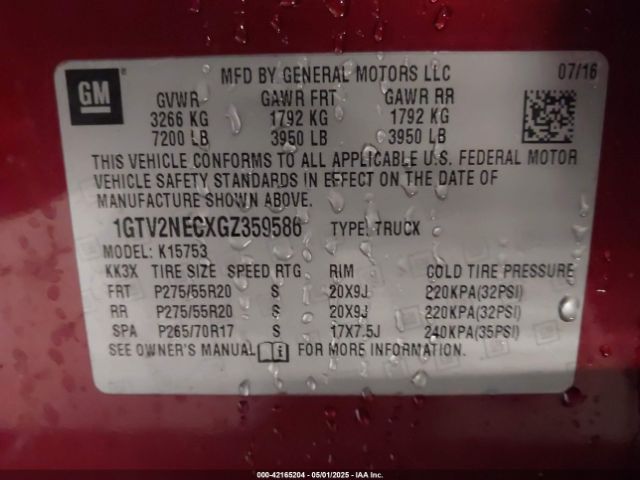 GM
MFD BY GENERAL MOTORS LLC 07/16
GVWR GAWR FRT GAWR RR
3266 KG 1792 KG 1792 KG
7200 LB 3950 LB 3950 LB
THIS VEHICLE CONFORMS TO ALL APPLICABLE U.S. FEDERAL MOTOR
VEHICLE SAFETY STANDARDS IN EFFECT ON THE DATE OF
MANUFACTURE SHOWN ABOVE.
1GTV2NECXGZ359586 TYPE: TRUCK
MODEL: K15753
KK3X TIRE SIZE SPEED RTG RIM COLD TIRE PRESSURE
FRT P275/55R20 S 20X9J 220KPA(32PSI)
RR P275/55R20 S 20X9J 220KPA(32PSI)
SPA P265/70R17 S 17X7.5J 240KPA(35PSI)
SEE OWNER'S MANUAL FOR MORE INFORMATION.
000-42165204 - 05/01/2025 - IAA Inc.